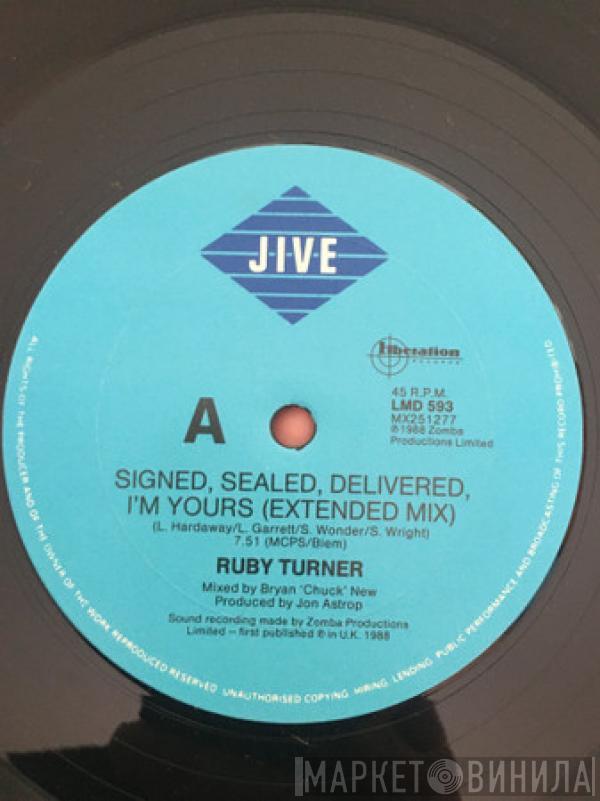 JIVE
Liberation
RECORDS
45 R.P.M.
LMD 593
MX251277
℗1988 Zomba
Productions Limited
A
SIGNED, SEALED, DELIVERED,
I'M YOURS (EXTENDED MIX)
(L. Hardaway/L. Garrett/S. Wonder/S. Wright)
7.51 (MCPS/Biem)
RUBY TURNER
Mixed by Bryan 'Chuck' New
Produced by Jon Astrop
Sound recording made by Zomba Productions
Limited – first published ℗ in U.K. 1988
ALL RIGHTS OF THE PRODUCER AND OF THE OWNER OF THE WORK REPRODUCED RESERVED. UNAUTHORISED COPYING, HIRING, LENDING, PUBLIC PERFORMANCE AND BROADCASTING OF THIS RECORD PROHIBITED.
МАРКЕТ ВИНИЛА